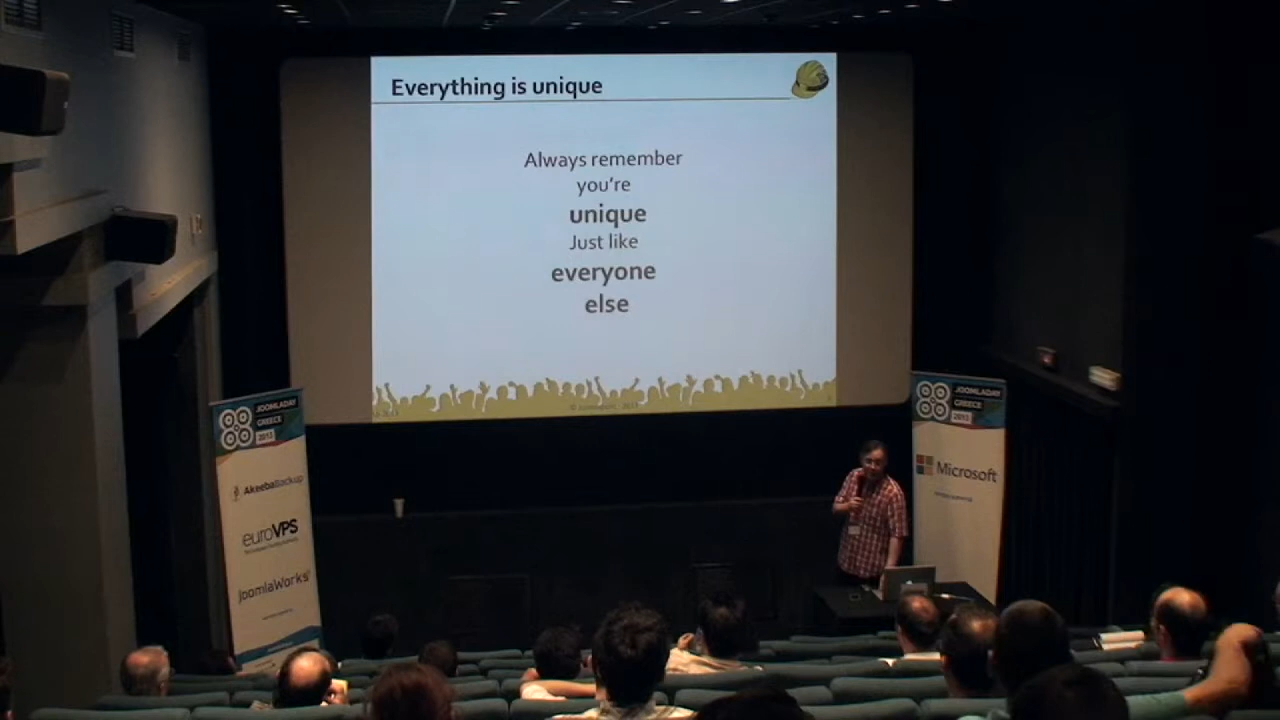 Everything is unique
Always remember
you're
unique
Just like
everyone
else
JOOMLADAY
GREECE
2013
AkeebaBackup
euroVPS
JoomlaWorks
JOOMLADAY
GREECE
2013
Microsoft